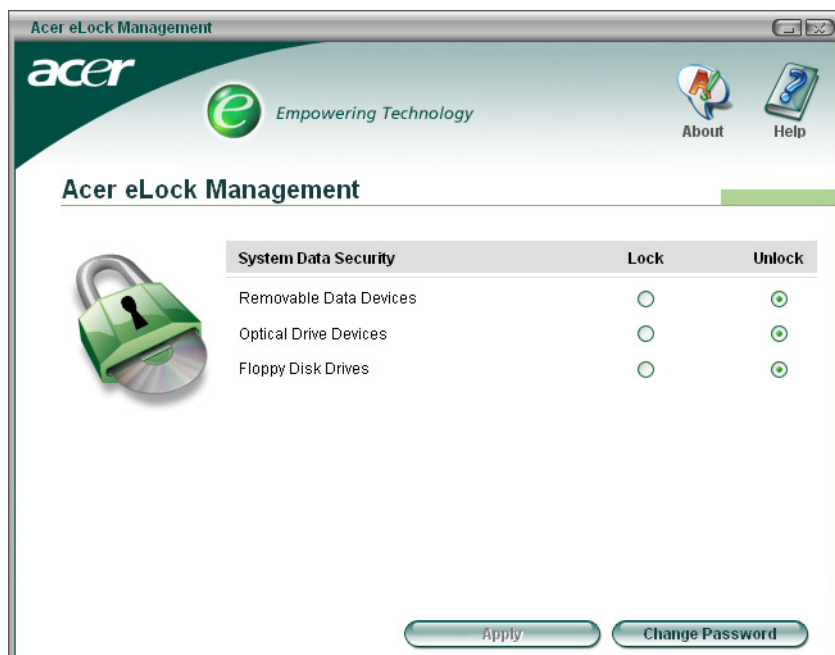 Acer eLock Management
acer
e Empowering Technology
About Help
Acer eLock Management
System Data Security Lock Unlock
Removable Data Devices
Optical Drive Devices
Floppy Disk Drives
Apply Change Password